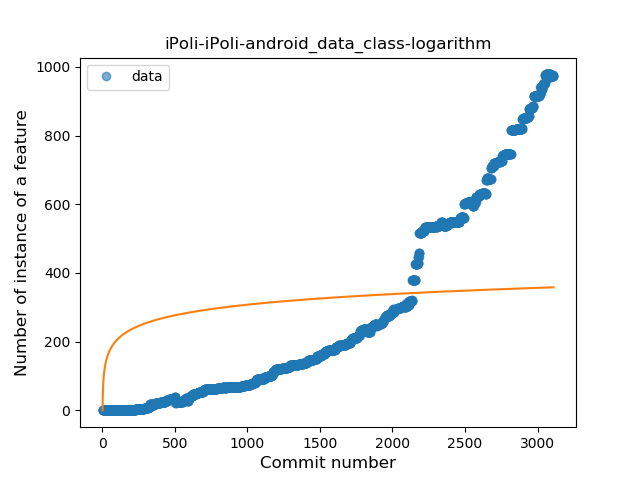 iPoli-iPoli-android_data_class-logarithm
data
Number of instance of a feature
1000
800
600
400
200
0
0 500 1000 1500 2000 2500 3000
Commit number